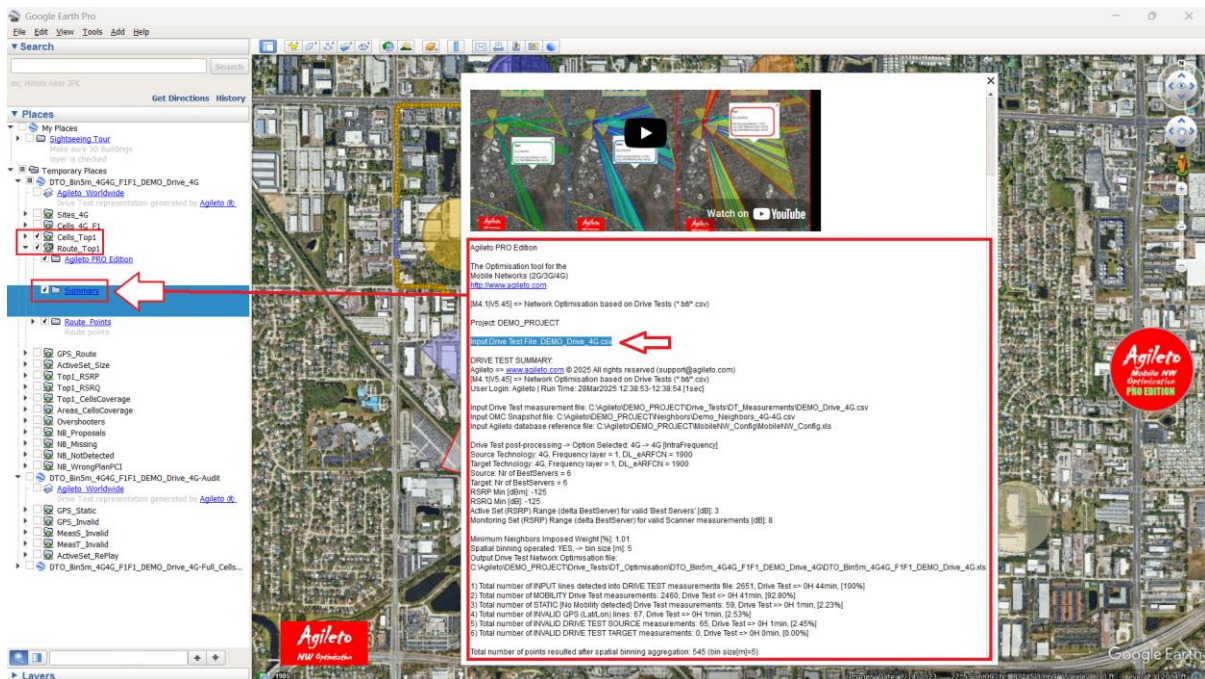 Google Earth Pro
File Edit View Tools Add Help
Search
Search
ex: Hotels near JFK
Get Directions History
Places
My Places
Sightseeing Tour
Make sure 3D Buildings
layer is checked
Temporary Places
DTO_Bin5m_4G4G_F1F1_DEMO_Drive_4G
Agileto Worldwide
Drive Test representation generated by Agileto ®.
Sites_4G
Cells_4G_F1
Cells_Top1
Route_Top1
Agileto PRO Edition
Summary
Route Points
Route points
GPS_Route
ActiveSet_Size
Top1_RSRP
Top1_RSRQ
Top1_CellsCoverage
Areas_CellsCoverage
Overshooters
NB_Proposals
NB_Missing
NB_NotDetected
NB_WrongPlanPCI
DTO_Bin5m_4G4G_F1F1_DEMO_Drive_4G-Audit
Agileto Worldwide
Drive Test representation generated by Agileto ®.
GPS_Static
GPS_Invalid
MeasS_Invalid
MeasT_Invalid
ActiveSet_RePlay
DTO_Bin5m_4G4G_F1F1_DEMO_Drive_4G-Full_Cells...
Layers
Watch on YouTube
Agileto PRO Edition
The Optimisation tool for the
Mobile Networks (2G/3G/4G)
http://www.agileto.com
[M4.1|V5.45] => Network Optimisation based on Drive Tests (*.txt/*.csv)
Project: DEMO_PROJECT
Input Drive Test File: DEMO_Drive_4G.csv
DRIVE TEST SUMMARY:
Agileto => www.agileto.com © 2025 All rights reserved (support@agileto.com)
[M4.1|V5.45] => Network Optimisation based on Drive Tests (*.txt/*.csv)
User Login: Agileto | Run Time: 28Mar2025 12:38:53-12:38:54 [1sec]
Input Drive Test measurement file: C:\Agileto\DEMO_PROJECT\Drive_Tests\DT_Measurements\DEMO_Drive_4G.csv
Input OMC Snapshot file: C:\Agileto\DEMO_PROJECT\Neighbors\Demo_Neighbors_4G-4G.csv
Input Agileto database reference file: C:\Agileto\DEMO_PROJECT\MobileNW_Config\MobileNW_Config.xls
Drive Test post-processing -> Option Selected: 4G -> 4G [IntraFrequency]
Source Technology: 4G, Frequency layer = 1, DL_eARFCN = 1900
Target Technology: 4G, Frequency layer = 1, DL_eARFCN = 1900
Source: Nr of BestServers = 6
Target: Nr of BestServers = 6
RSRP Min [dBm]: -125
RSRQ Min [dB]: -125
Active Set (RSRP) Range (delta BestServer) for valid 'Best Servers' [dB]: 3
Monitoring Set (RSRP) Range (delta BestServer) for valid Scanner measurements [dB]: 8
Minimum Neighbors Imposed Weight [%]: 1.01
Spatial binning operated: YES, -> bin size [m]: 5
Output Drive Test Network Optimisation file:
C:\Agileto\DEMO_PROJECT\Drive_Tests\DT_Optimisation\DTO_Bin5m_4G4G_F1F1_DEMO_Drive_4G\DTO_Bin5m_4G4G_F1F1_DEMO_Drive_4G.xls
1) Total number of INPUT lines detected into DRIVE TEST measurements file: 2651, Drive Test => 0H 44min, [100%]
2) Total number of MOBILITY Drive Test measurements: 2460, Drive Test => 0H 41min, [92.80%]
3) Total number of STATIC [No Mobility detected] Drive Test measurements: 59, Drive Test => 0H 1min, [2.23%]
4) Total number of INVALID GPS (Lat/Lon) lines: 67, Drive Test => 0H 1min, [2.53%]
5) Total number of INVALID DRIVE TEST SOURCE measurements: 65, Drive Test => 0H 1min, [2.45%]
6) Total number of INVALID DRIVE TEST TARGET measurements: 0, Drive Test => 0H 0min, [0.00%]
Total number of points resulted after spatial binning aggregation: 545 (bin size[m]=5)
Agileto
Mobile NW
Optimization
PRO EDITION
Agileto
NW Optimization
Google Earth
1985